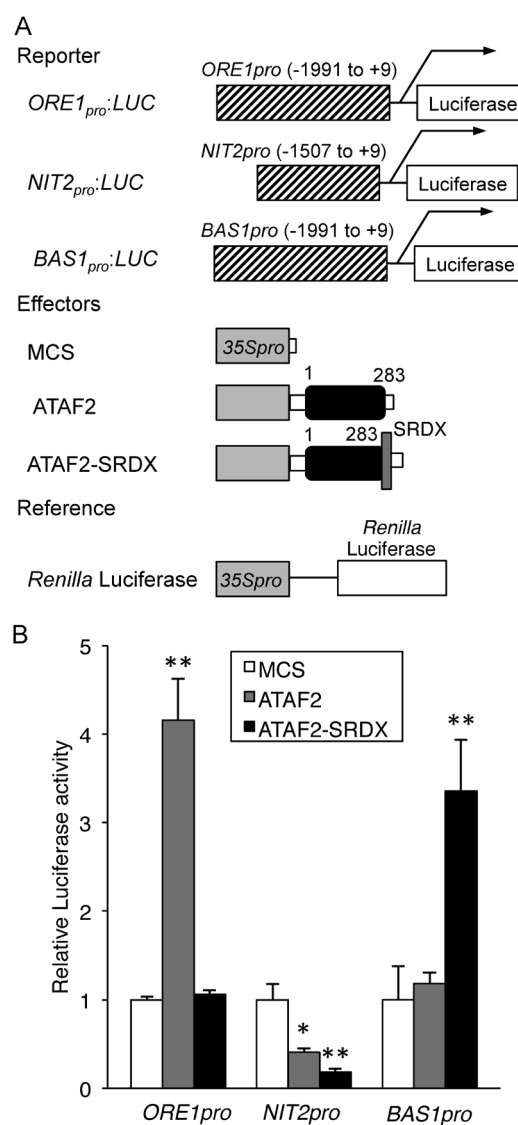 A
Reporter
ORE1pro (-1991 to +9)
ORE1pro:LUC
Luciferase
NIT2pro (-1507 to +9)
NIT2pro:LUC
Luciferase
BAS1pro (-1991 to +9)
BAS1pro:LUC
Luciferase
Effectors
MCS
35Spro
1 283
ATAF2
1 283 SRDX
ATAF2-SRDX
Reference
Renilla
Luciferase
Renilla Luciferase
35Spro
B
5
4
3
2
1
0
Relative Luciferase activity
MCS
ATAF2
ATAF2-SRDX
**
*
**
**
ORE1pro
NIT2pro
BAS1pro